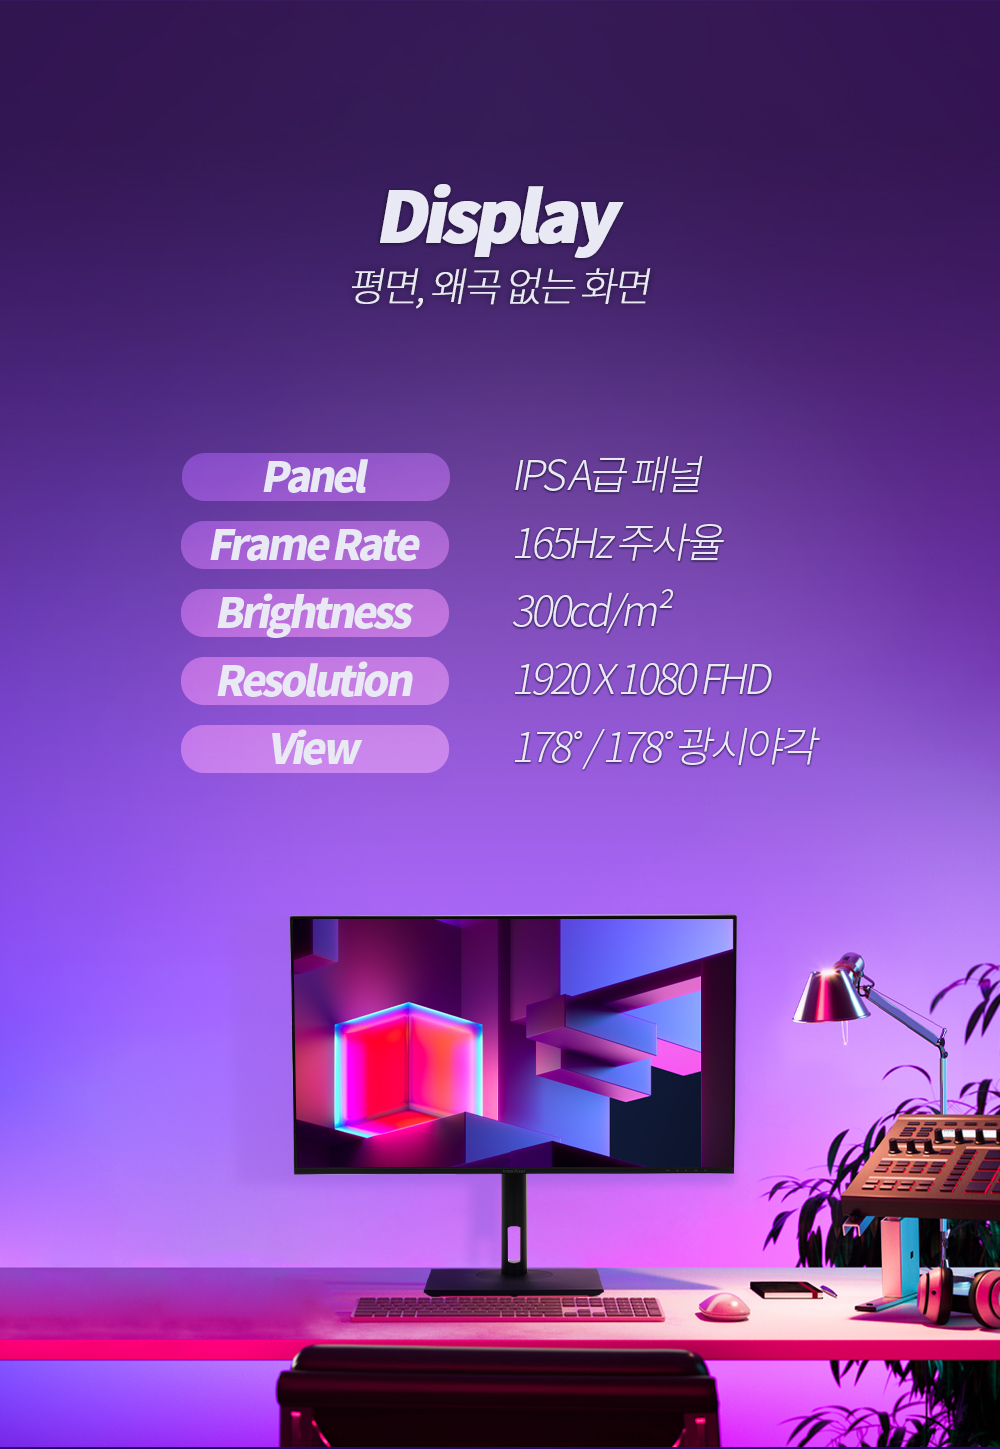 Display
평면, 왜곡 없는 화면
Panel IPS A급 패널
Frame Rate 165Hz 주사율
Brightness 300cd/m²
Resolution 1920 X 1080 FHD
View 178° / 178° 광시야각